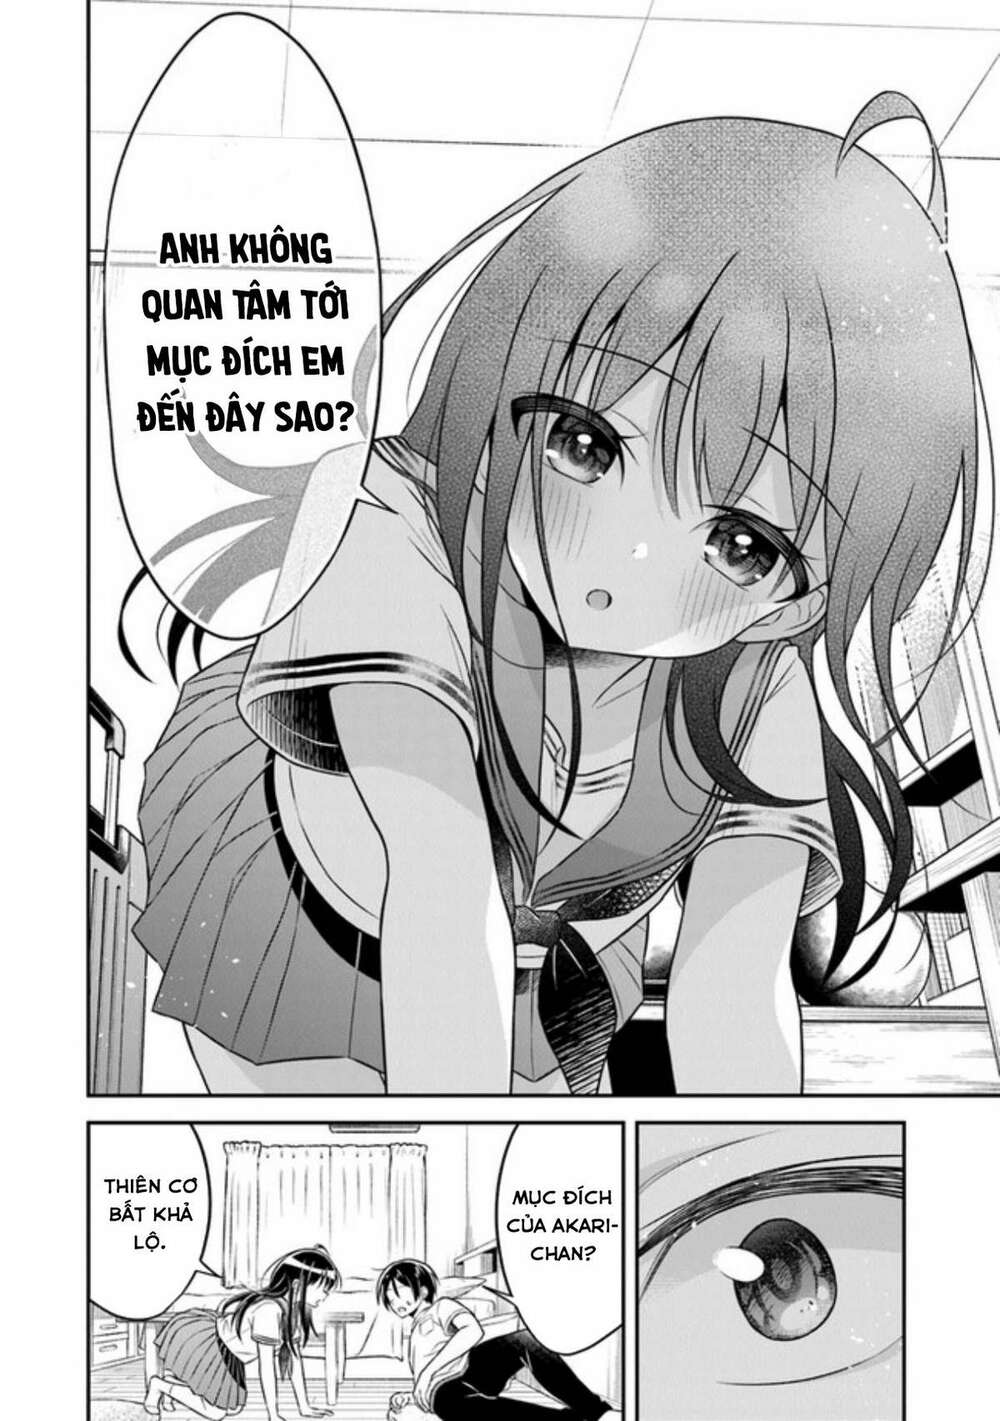 ANH KHÔNG
QUAN TÂM TỚI
MỤC ĐÍCH EM
ĐẾN ĐÂY SAO?
MỤC ĐÍCH
CỦA AKARI-
CHAN?
THIÊN CƠ
BẤT KHẢ
LỘ.